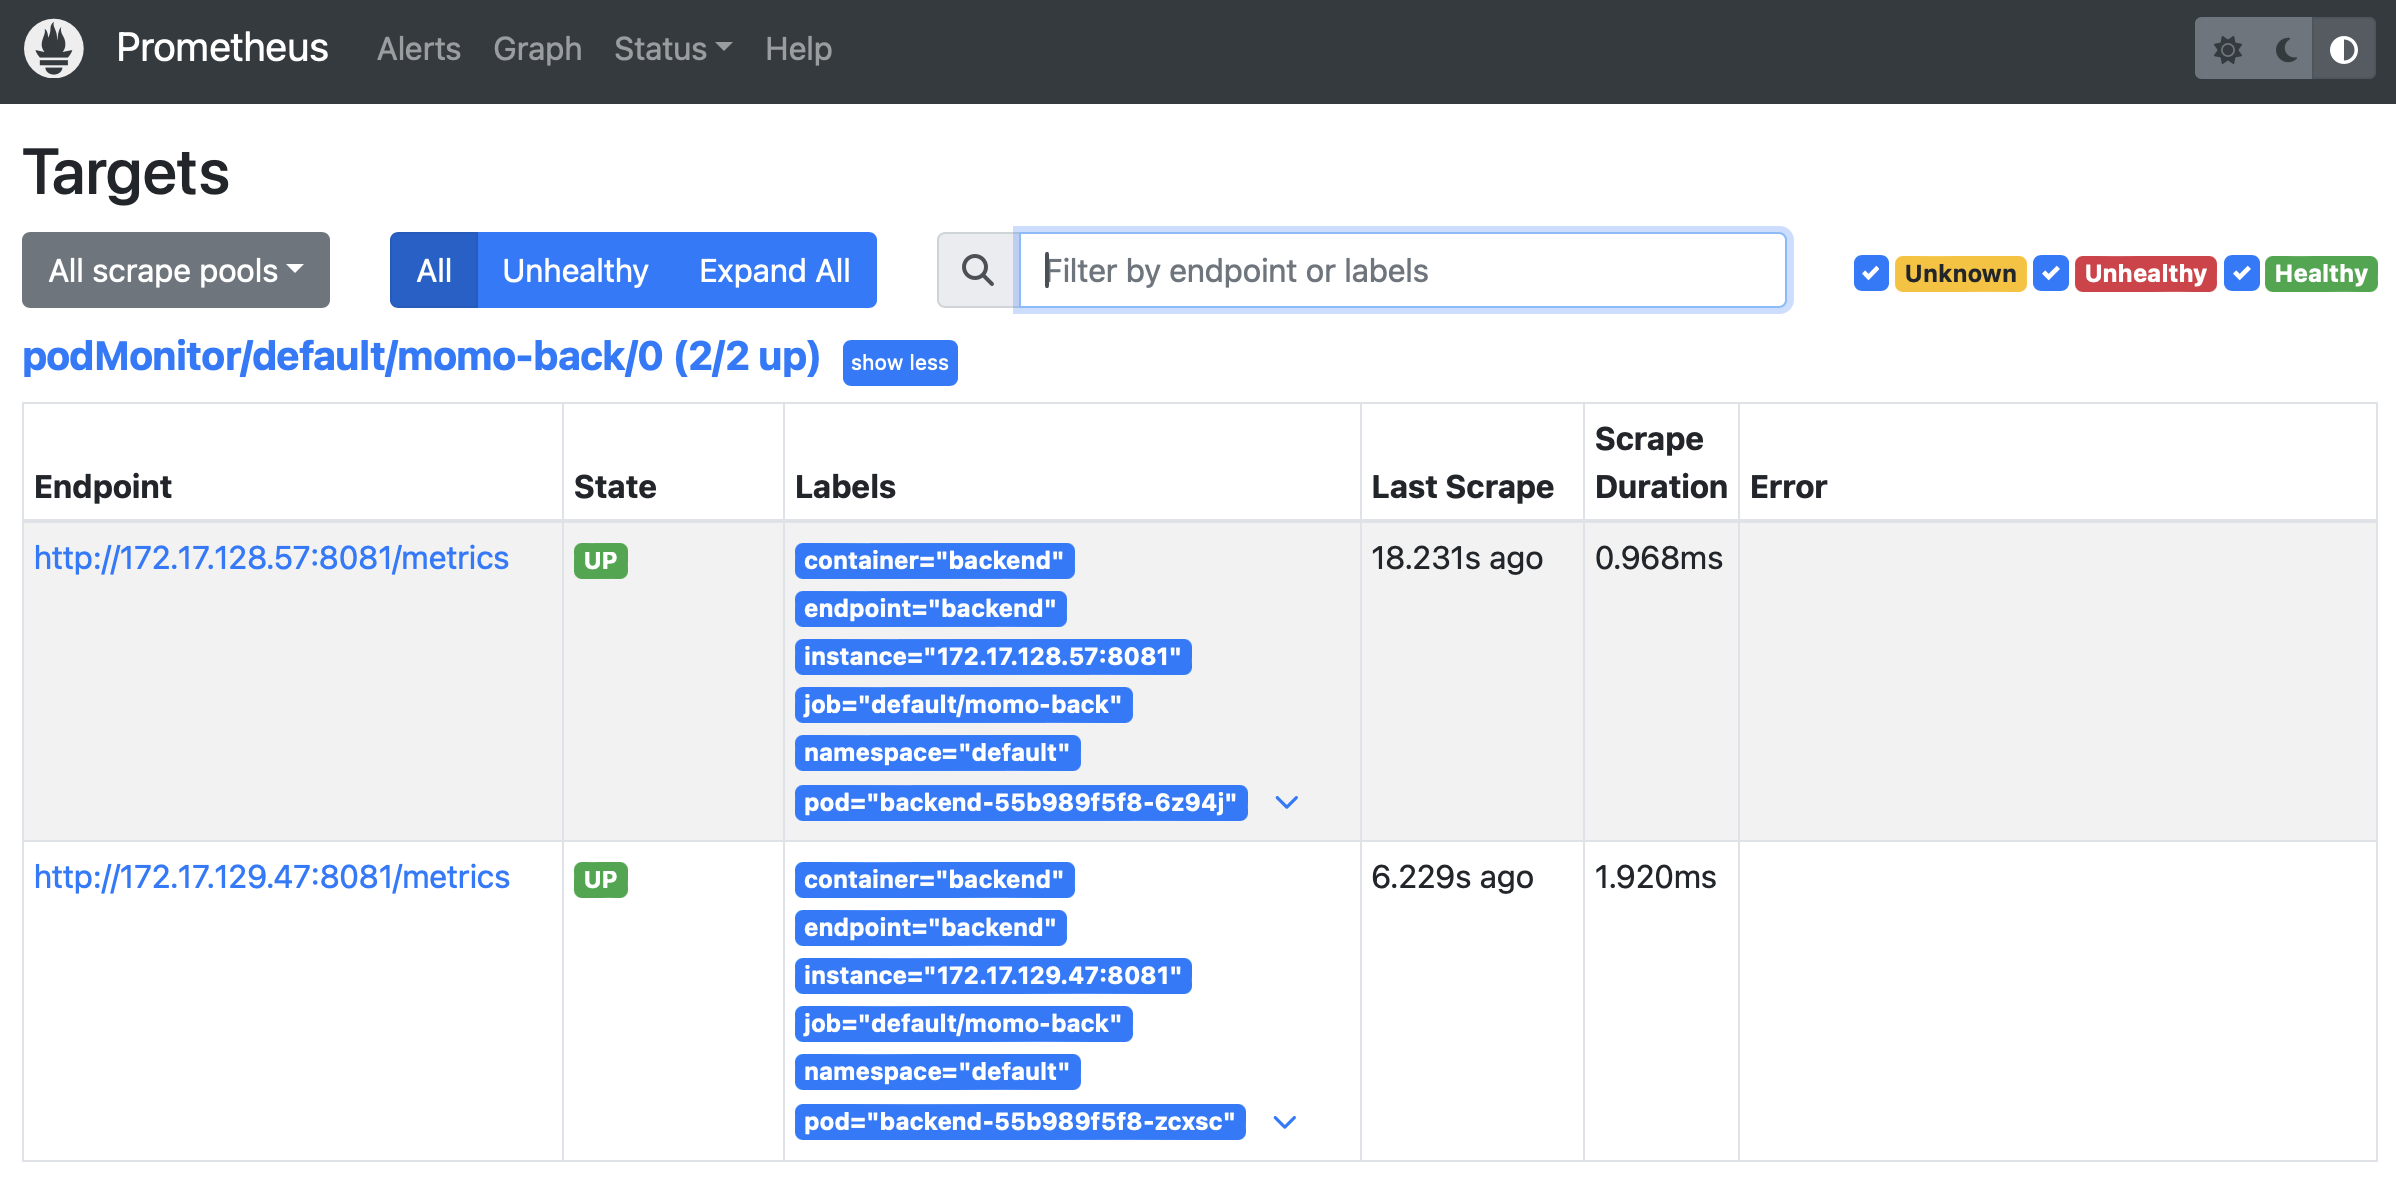 Prometheus Alerts Graph Status Help
Targets
All scrape pools All Unhealthy Expand All Filter by endpoint or labels Unknown Unhealthy Healthy
podMonitor/default/momo-back/0 (2/2 up) show less
Endpoint State Labels Last Scrape Scrape Duration Error
http://172.17.128.57:8081/metrics UP container="backend" 18.231s ago 0.968ms
endpoint="backend"
instance="172.17.128.57:8081"
job="default/momo-back"
namespace="default"
pod="backend-55b989f5f8-6z94j"
http://172.17.129.47:8081/metrics UP container="backend" 6.229s ago 1.920ms
endpoint="backend"
instance="172.17.129.47:8081"
job="default/momo-back"
namespace="default"
pod="backend-55b989f5f8-zcxsc"